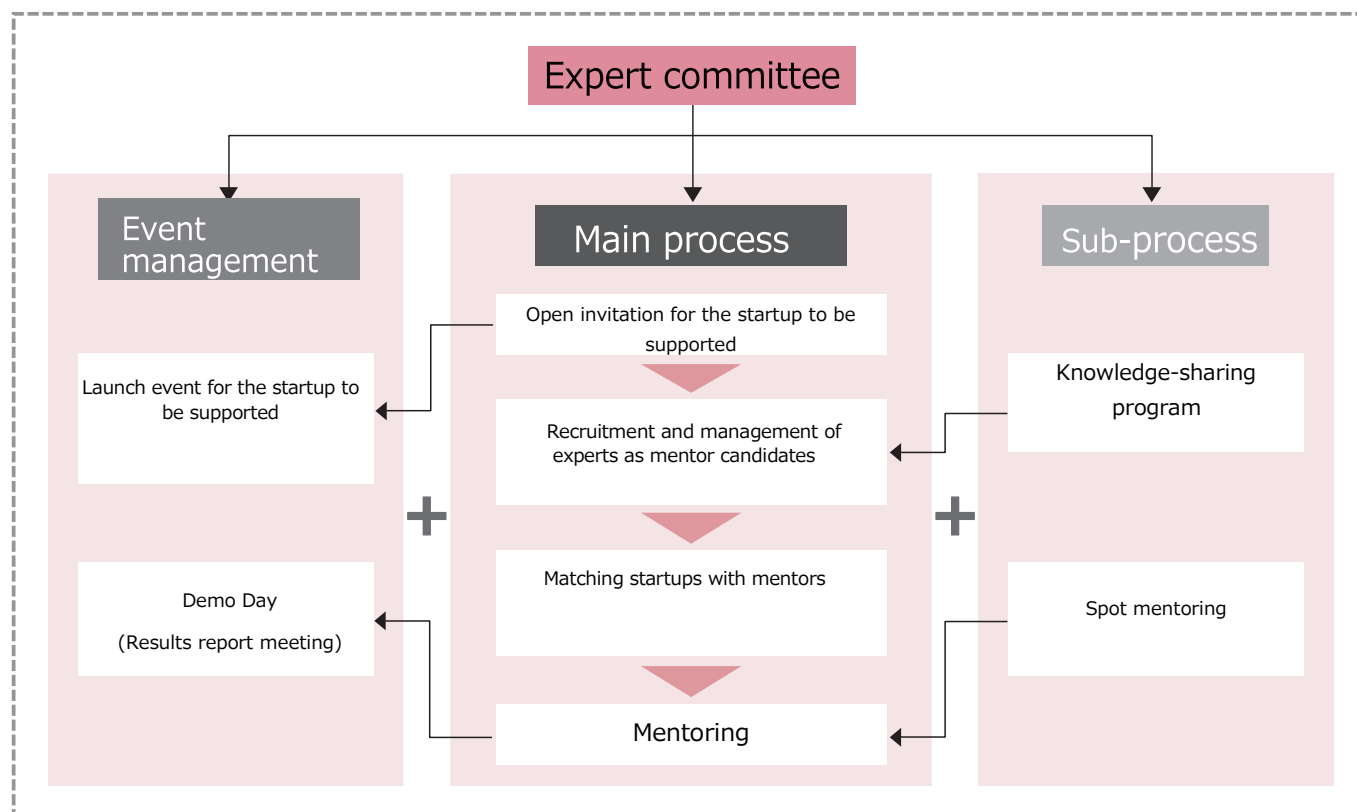 Expert committee
Event
management
Main process
Sub-process
Open invitation for the startup to be
supported
Launch event for the startup to
be supported
Knowledge-sharing
program
Recruitment and management of
experts as mentor candidates
Matching startups with mentors
Demo Day
(Results report meeting)
Spot mentoring
Mentoring